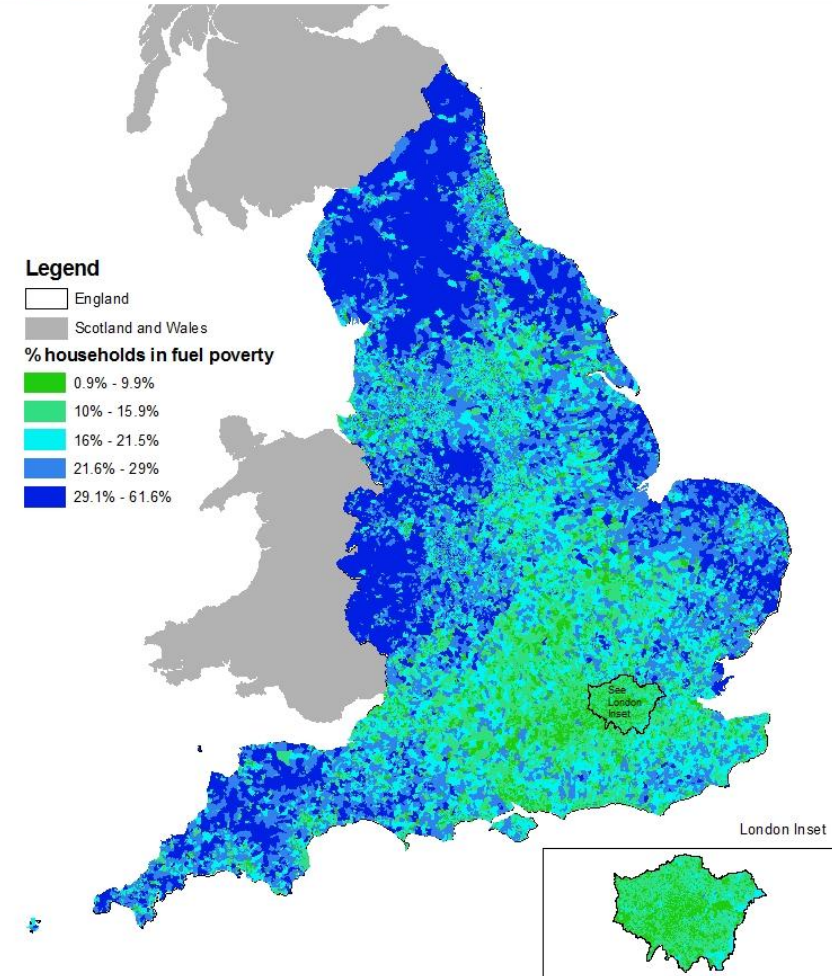 Legend
England
Scotland and Wales
% households in fuel poverty
0.9% - 9.9%
10% - 15.9%
16% - 21.5%
21.6% - 29%
29.1% - 61.6%
See
London
Inset
London Inset